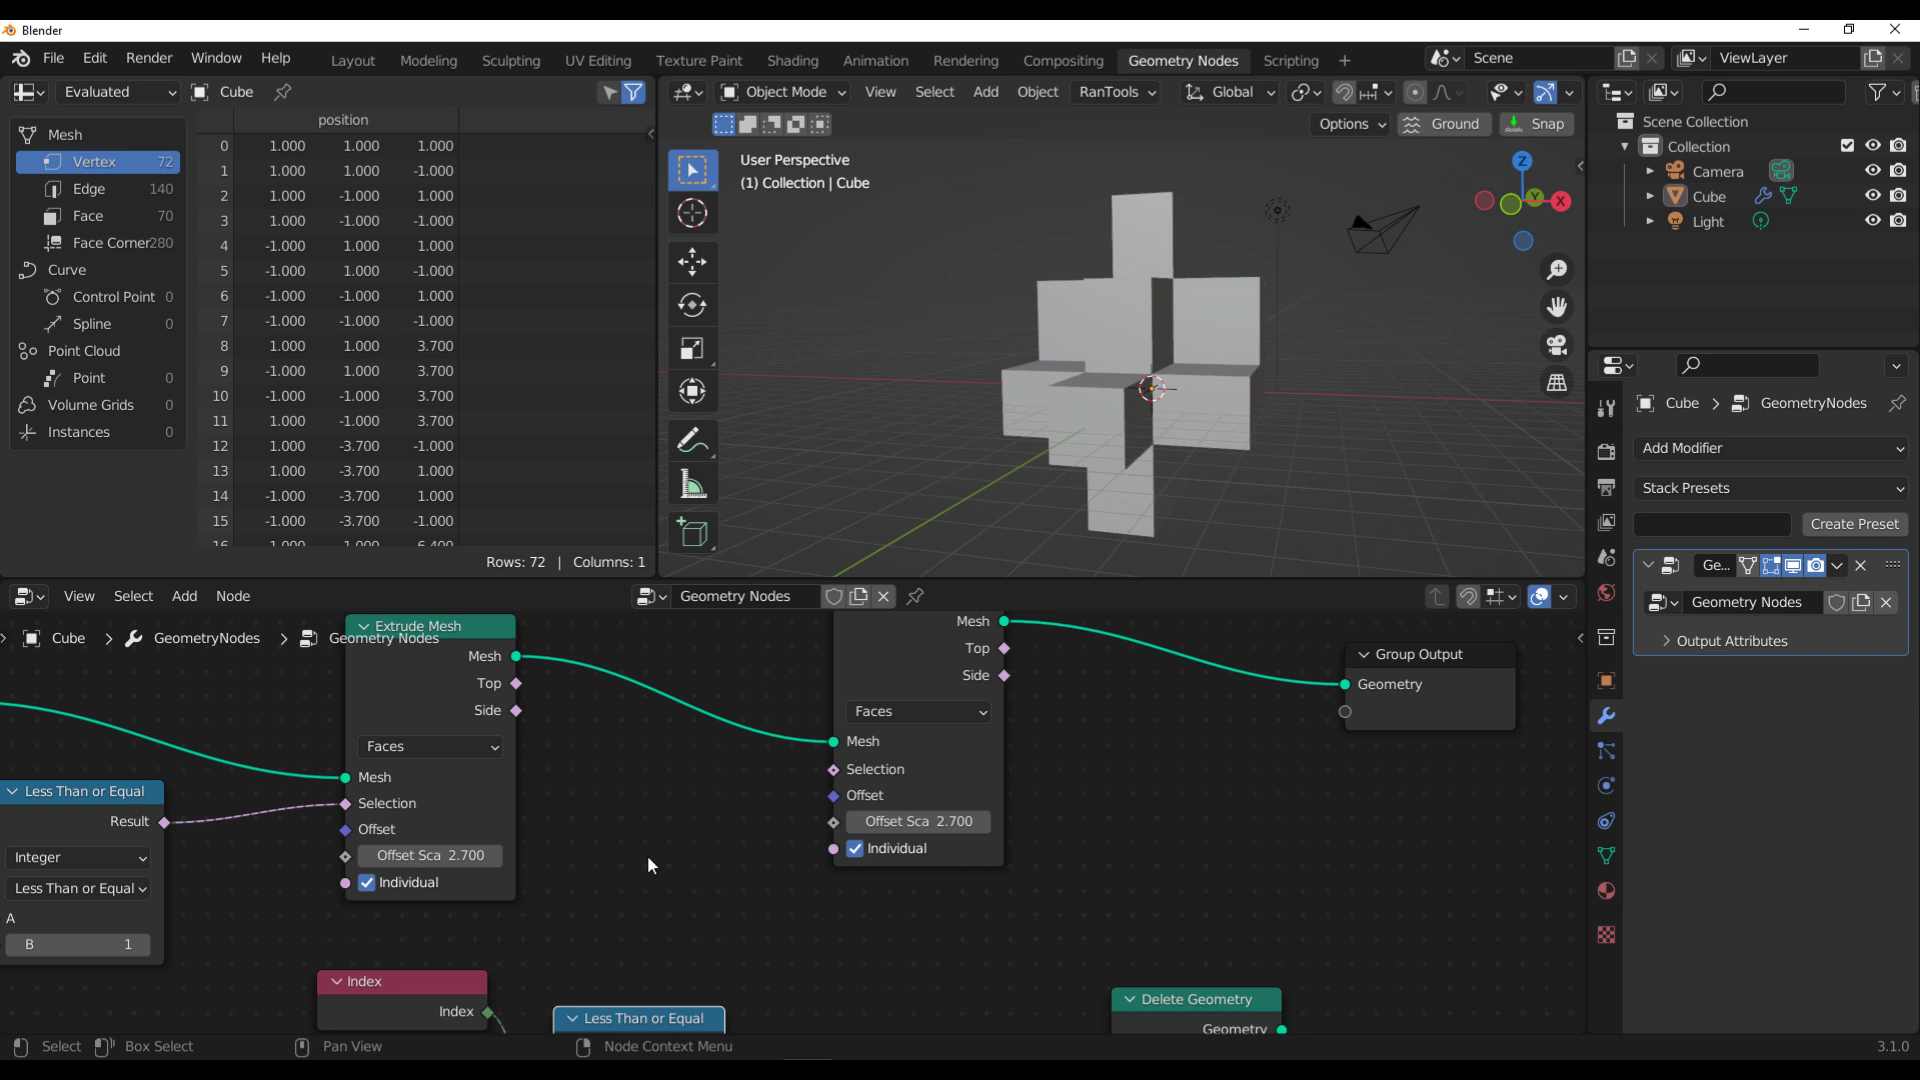 Blender
File Edit Render Window Help Layout Modeling Sculpting UV Editing Texture Paint Shading Animation Rendering Compositing Geometry Nodes Scripting + Scene ViewLayer
Evaluated Cube
position
Mesh
Vertex 72
Edge 140
Face 70
Face Corner 280
Curve
Control Point 0
Spline 0
Point Cloud
Point 0
Volume Grids 0
Instances 0
0 1.000 1.000 1.000
1 1.000 1.000 -1.000
2 1.000 -1.000 1.000
3 1.000 -1.000 -1.000
4 -1.000 1.000 1.000
5 -1.000 1.000 -1.000
6 -1.000 -1.000 1.000
7 -1.000 -1.000 -1.000
8 1.000 1.000 3.700
9 -1.000 1.000 3.700
10 -1.000 -1.000 3.700
11 1.000 -1.000 3.700
12 1.000 -3.700 -1.000
13 1.000 -3.700 1.000
14 -1.000 -3.700 1.000
15 -1.000 -3.700 -1.000
16 1.000 1.000 6.400
Rows: 72 | Columns: 1
Object Mode View Select Add Object RanTools Global
Options Ground Snap
User Perspective
(1) Collection | Cube
Z
Y
X
Scene Collection
Collection
Camera
Cube
Light
Cube > GeometryNodes
Add Modifier
Stack Presets
Create Preset
Ge...
Geometry Nodes
Output Attributes
View Select Add Node Geometry Nodes
Cube > GeometryNodes > Geometry Nodes
Less Than or Equal
Result
Integer
Less Than or Equal
A
B 1
Extrude Mesh
Mesh
Top
Side
Faces
Mesh
Selection
Offset
Offset Sca 2.700
Individual
Index
Index
Less Than or Equal
Mesh
Top
Side
Faces
Mesh
Selection
Offset
Offset Sca 2.700
Individual
Group Output
Geometry
Delete Geometry
Geometry
Select Box Select Pan View Node Context Menu 3.1.0